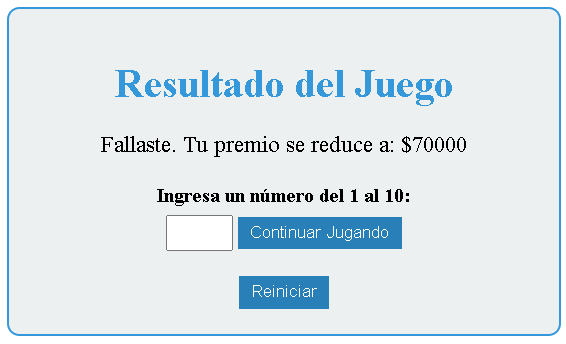 Resultado del Juego
Fallaste. Tu premio se reduce a: $70000
Ingresa un número del 1 al 10:
Continuar Jugando
Reiniciar